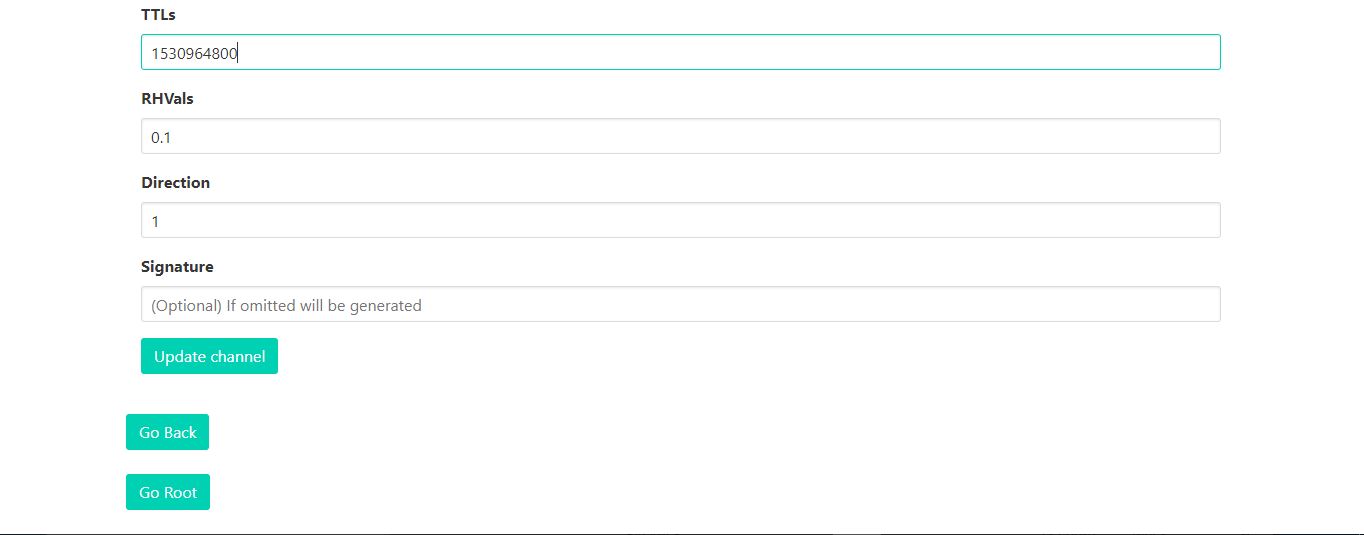 TTLs
1530964800
RHVals
0.1
Direction
1
Signature
(Optional) If omitted will be generated
Update channel
Go Back
Go Root